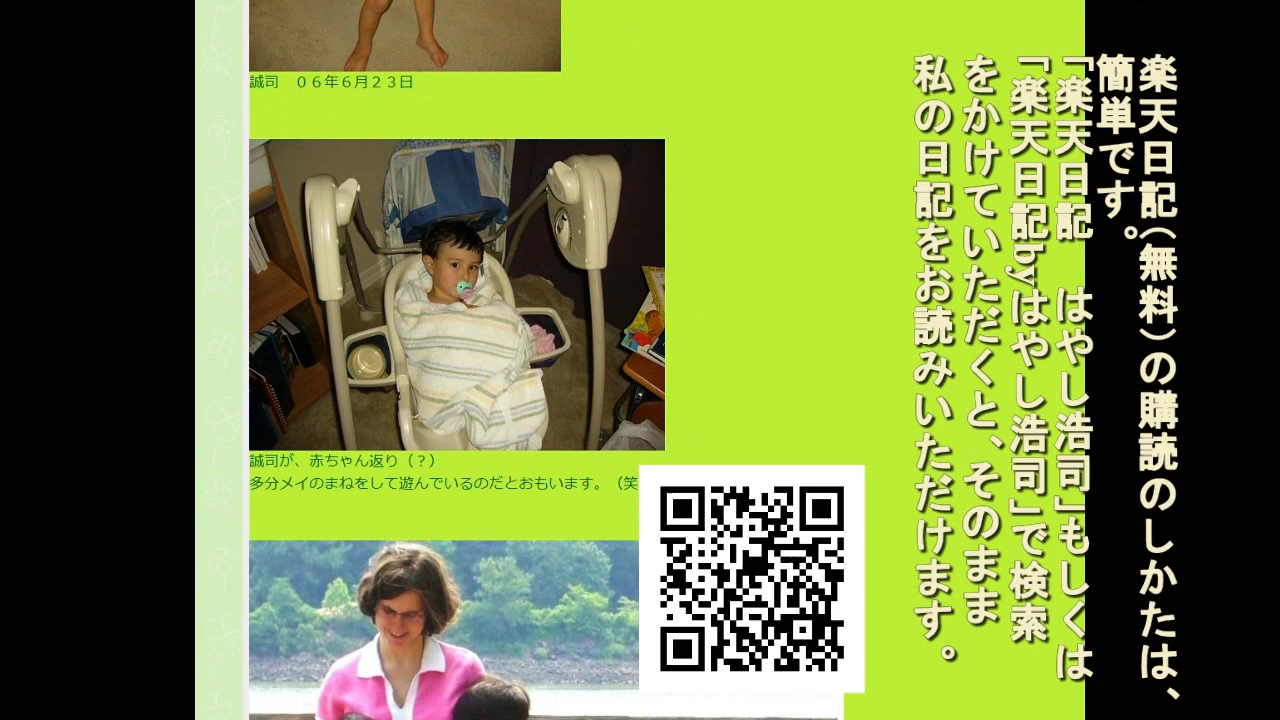 楽天日記(無料)の購読のしかたは、
簡単です。
「楽天日記　はやし浩司」もしくは
「楽天日記byはやし浩司」で検索
をかけていただくと、そのまま
私の日記をお読みいただけます。
誠司　０６年６月２３日
誠司が、赤ちゃん返り（？）
多分メイのまねをして遊んでいるのだとおもいます。（笑